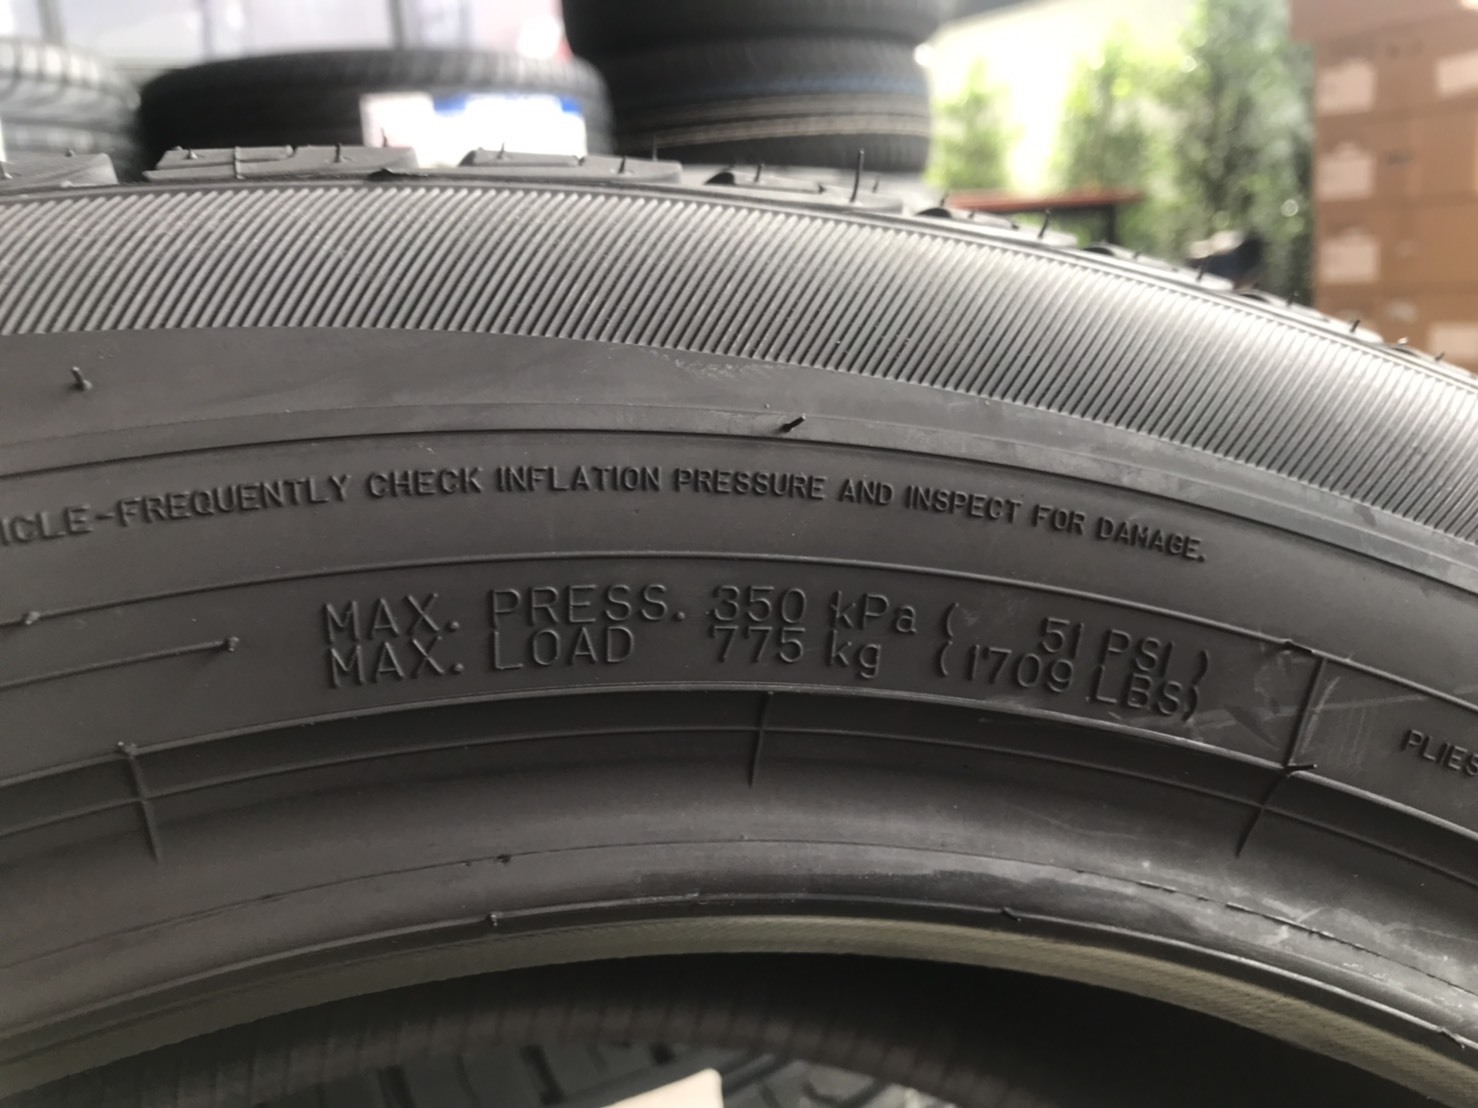 ICLE-FREQUENTLY CHECK INFLATION PRESSURE AND INSPECT FOR DAMAGE.
MAX. PRESS. 350 kPa ( 51 PSI )
MAX. LOAD 775 kg (1709 LBS)
PLIES